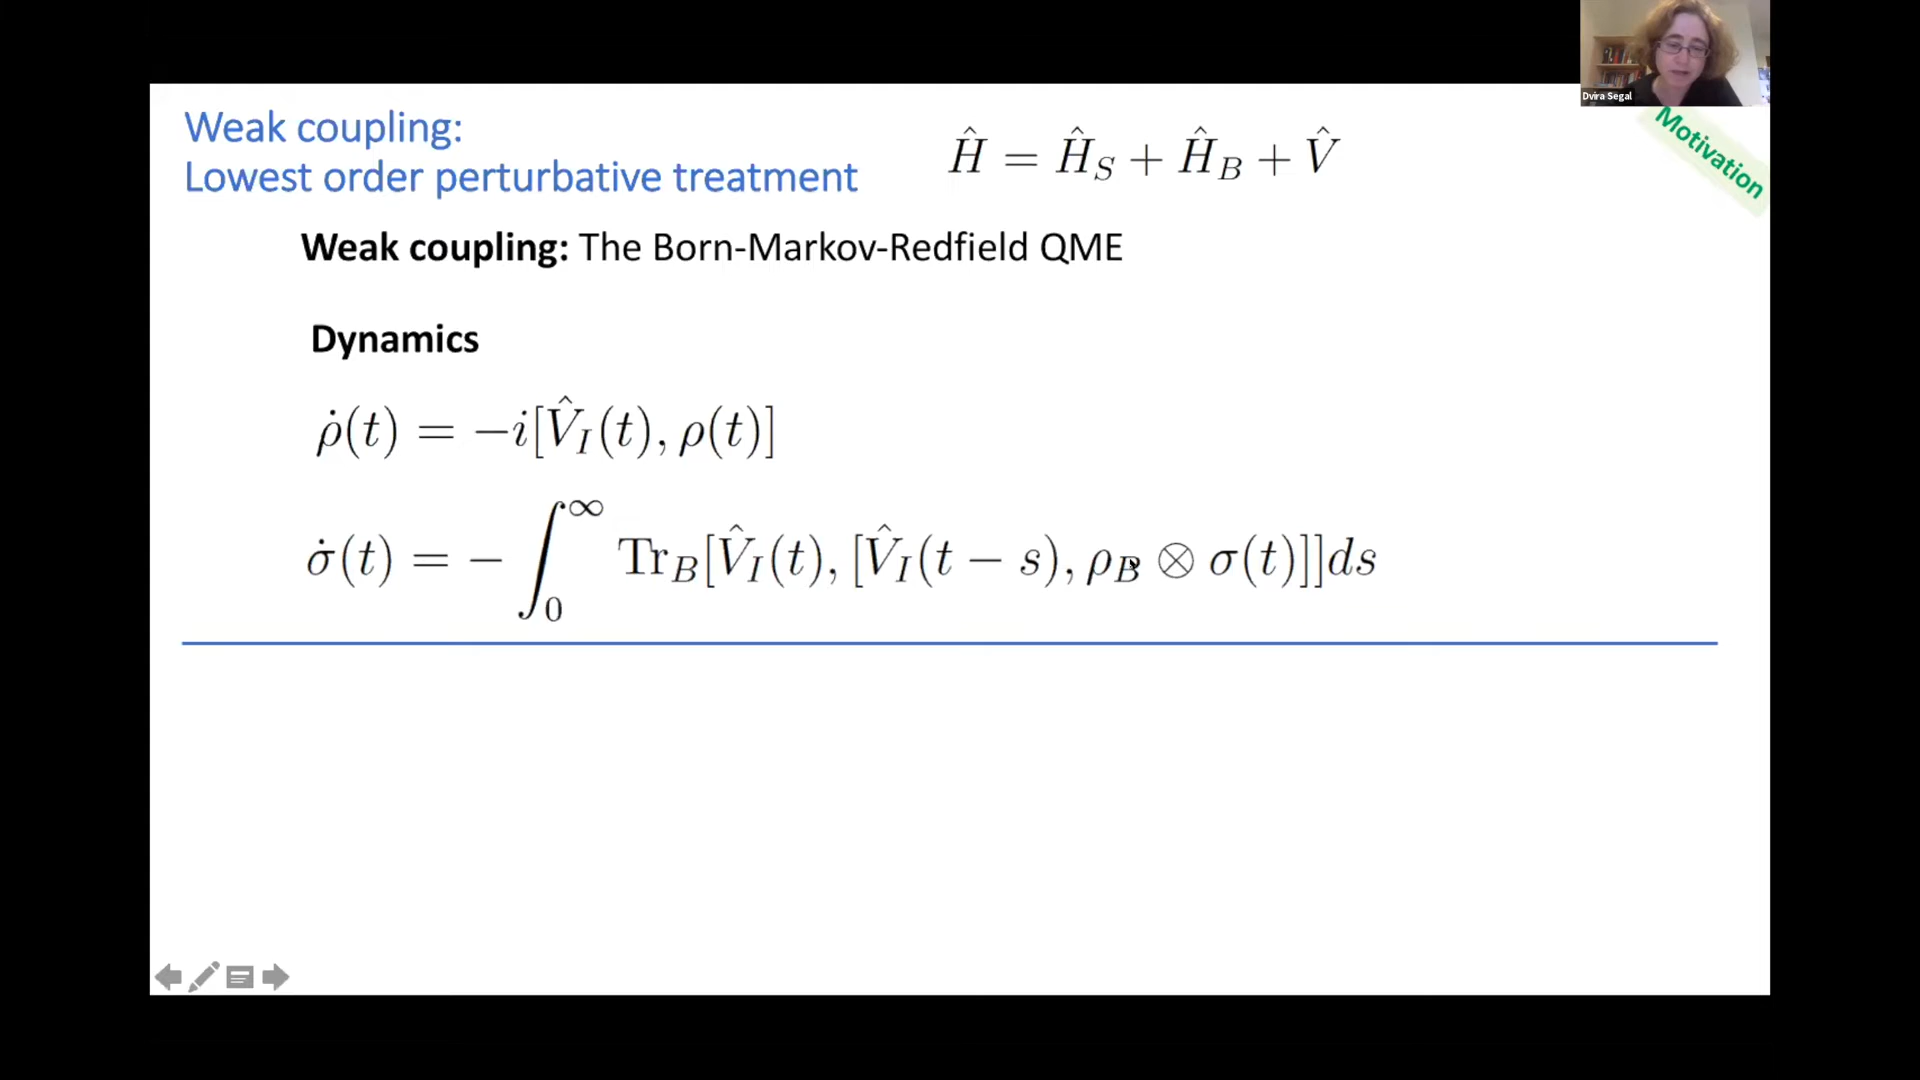 Dvira Segal
Motivation
Weak coupling:
Lowest order perturbative treatment
Ĥ = Ĥ_S + Ĥ_B + V̂
Weak coupling: The Born-Markov-Redfield QME
Dynamics
ρ̇(t) = −i[V̂_I(t), ρ(t)]
σ̇(t) = − ∫_0^∞ Tr_B[V̂_I(t), [V̂_I(t − s), ρ_B ⊗ σ(t)]]ds